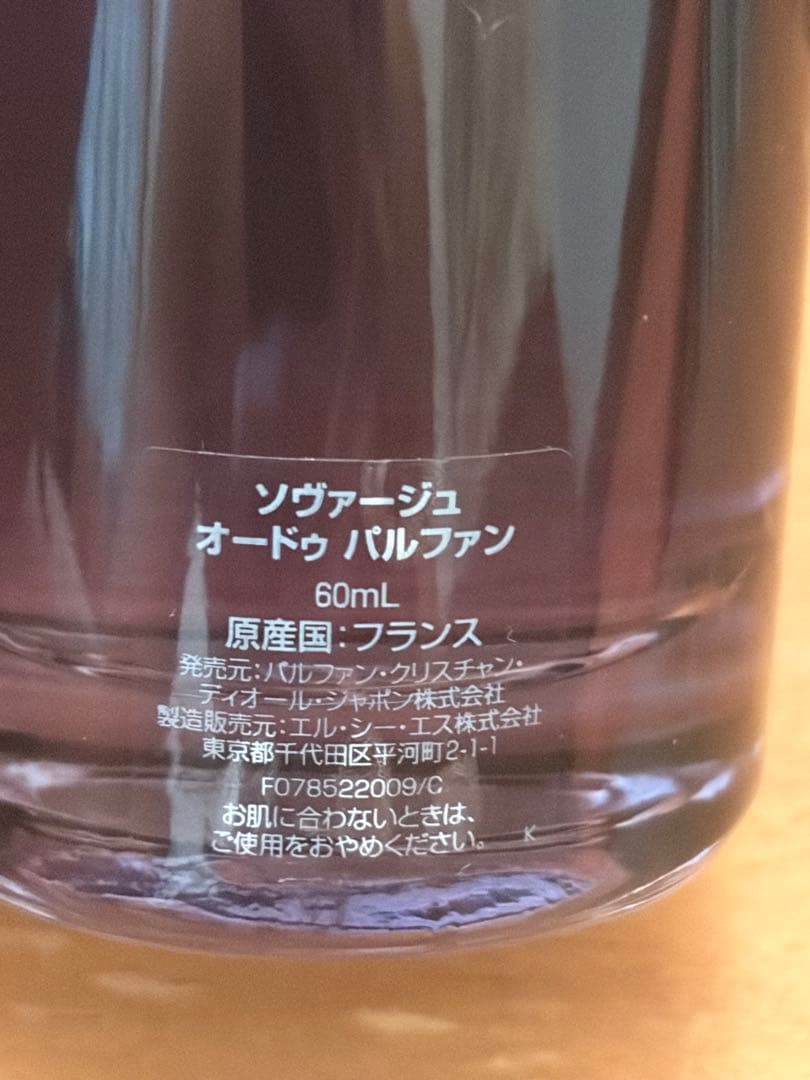 ソヴァージュ
オードゥ パルファン
60mL
原産国:フランス
発売元:パルファン・クリスチャン・
ディオール・ジャポン株式会社
製造販売元:エル・シー・エス株式会社
東京都千代田区平河町2-1-1
F078522009/C
お肌に合わないときは、
ご使用をおやめください。 K